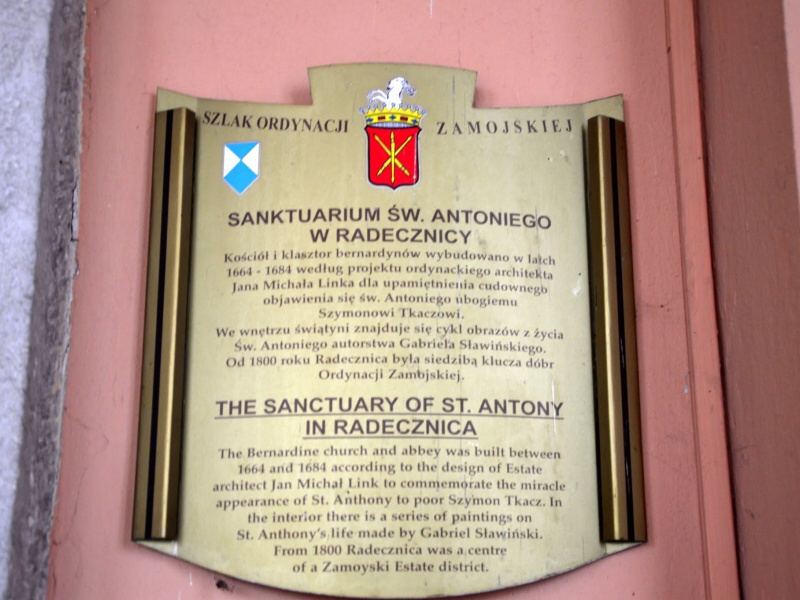 SZLAK ORDYNACJI ZAMOJSKIEJ
SANKTUARIUM ŚW. ANTONIEGO
W RADECZNICY
Kościół i klasztor bernardynów wybudowano w latach
1664 - 1684 według projektu ordynackiego architekta
Jana Michała Linka dla upamiętnienia cudownego
objawienia się św. Antoniego ubogiemu
Szymonowi Tkaczowi.
We wnętrzu świątyni znajduje się cykl obrazów z życia
Św. Antoniego autorstwa Gabriela Sławińskiego.
Od 1800 roku Radecznica była siedzibą klucza dóbr
Ordynacji Zamojskiej.
THE SANCTUARY OF ST. ANTONY
IN RADECZNICA
The Bernardine church and abbey was built between
1664 and 1684 according to the design of Estate
architect Jan Michał Link to commemorate the miracle
appearance of St. Anthony to poor Szymon Tkacz. In
the interior there is a series of paintings on
St. Anthony's life made by Gabriel Sławiński.
From 1800 Radecznica was a centre
of a Zamoyski Estate district.